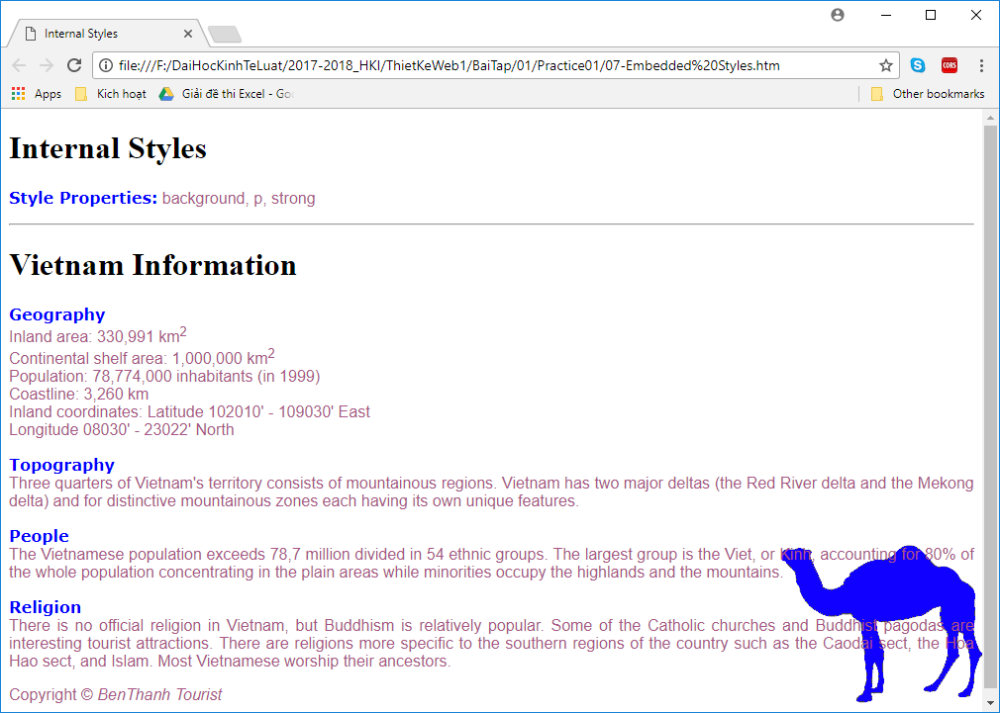 Internal Styles
file:///F:/DaiHocKinhTeLuat/2017-2018_HKI/ThietKeWeb1/BaiTap/01/Practice01/07-Embedded%20Styles.htm
CORS
Apps Kich hoạt Giải đề thi Excel - Goo Other bookmarks
Internal Styles
Style Properties: background, p, strong
Vietnam Information
Geography
Inland area: 330,991 km2
Continental shelf area: 1,000,000 km2
Population: 78,774,000 inhabitants (in 1999)
Coastline: 3,260 km
Inland coordinates: Latitude 102010' - 109030' East
Longitude 08030' - 23022' North
Topography
Three quarters of Vietnam's territory consists of mountainous regions. Vietnam has two major deltas (the Red River delta and the Mekong
delta) and for distinctive mountainous zones each having its own unique features.
People
The Vietnamese population exceeds 78,7 million divided in 54 ethnic groups. The largest group is the Viet, or Kinh, accounting for 80% of
the whole population concentrating in the plain areas while minorities occupy the highlands and the mountains.
Religion
There is no official religion in Vietnam, but Buddhism is relatively popular. Some of the Catholic churches and Buddhist pagodas are
interesting tourist attractions. There are religions more specific to the southern regions of the country such as the Caodai sect, the Hoa
Hao sect, and Islam. Most Vietnamese worship their ancestors.
Copyright © BenThanh Tourist